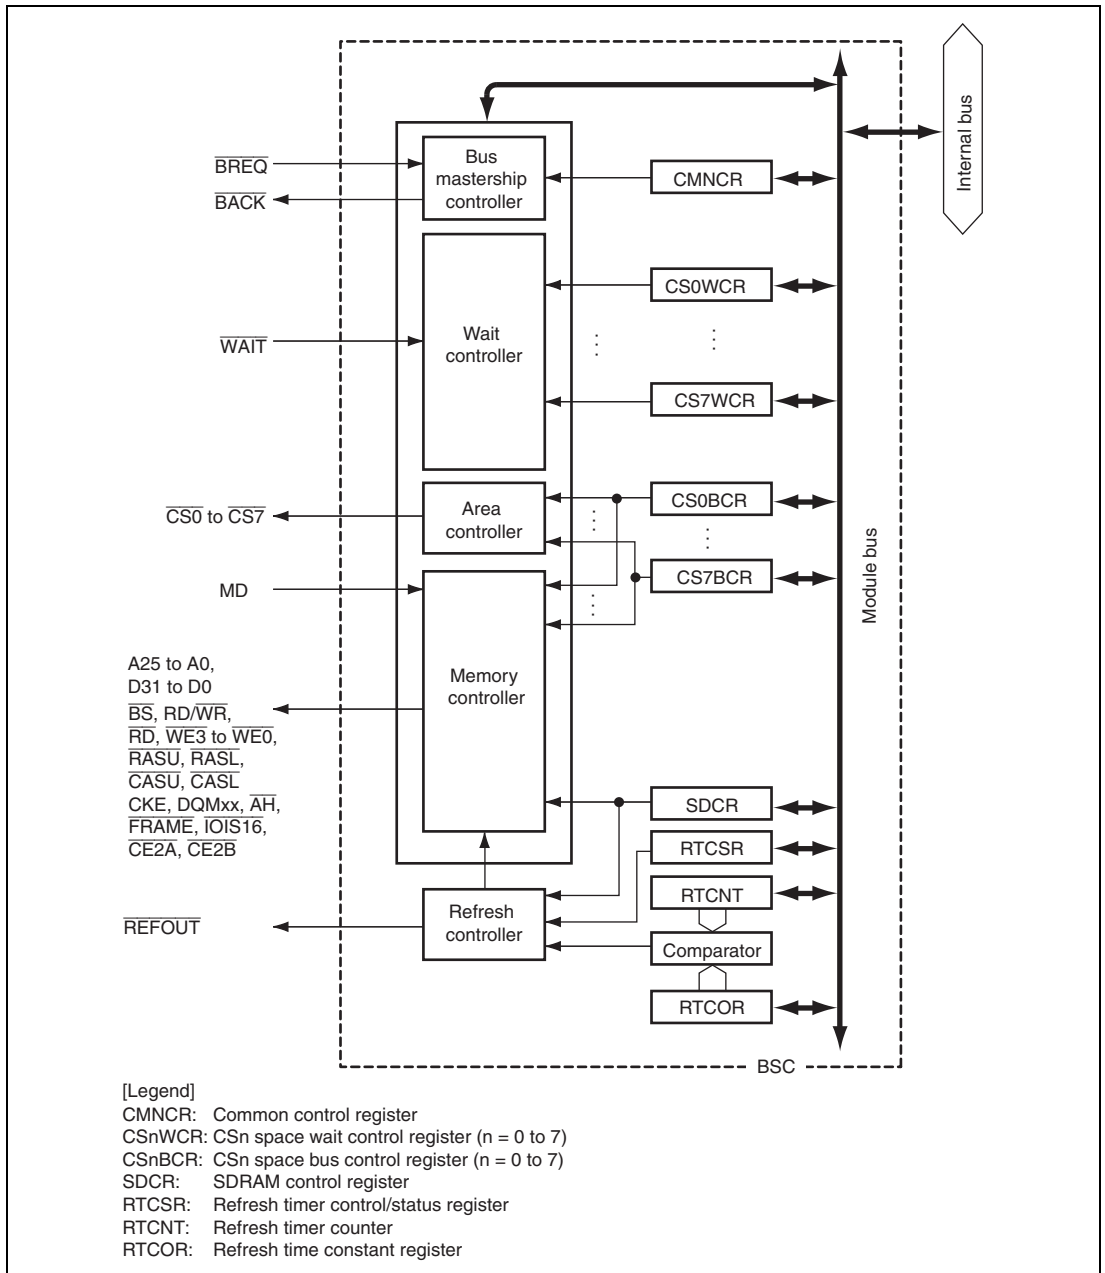 BREQ
BACK
Bus
mastership
controller
CMNCR
Internal bus
CS0WCR
WAIT
Wait
controller
CS7WCR
CS0 to CS7
Area
controller
CS0BCR
CS7BCR
Module bus
MD
A25 to A0,
D31 to D0
BS, RD/WR,
RD, WE3 to WE0,
RASU, RASL,
CASU, CASL
CKE, DQMxx, AH,
FRAME, IOIS16,
CE2A, CE2B
Memory
controller
SDCR
RTCSR
RTCNT
REFOUT
Refresh
controller
Comparator
RTCOR
BSC
[Legend]
CMNCR: Common control register
CSnWCR: CSn space wait control register (n = 0 to 7)
CSnBCR: CSn space bus control register (n = 0 to 7)
SDCR: SDRAM control register
RTCSR: Refresh timer control/status register
RTCNT: Refresh timer counter
RTCOR: Refresh time constant register